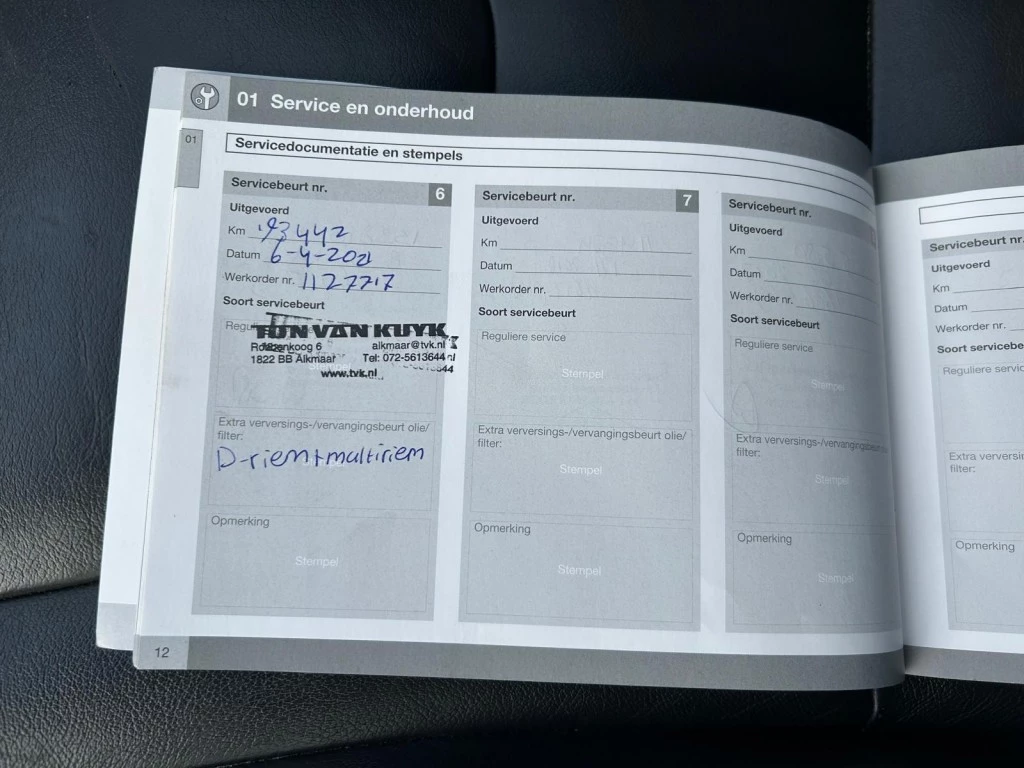 01 Service en onderhoud
01
Servicedocumentatie en stempels
Servicebeurt nr. 6
Uitgevoerd
Km 193442
Datum 6-4-2021
Werkorder nr. 1127717
Soort servicebeurt
TON VAN KUYK
Robbenkoog 6 alkmaar@tvk.nl
1822 BB Alkmaar Tel: 072-5613644
www.tvk.nl
Extra verversings-/vervangingsbeurt olie/
filter:
D-riem+multiriem
Opmerking
Stempel
Servicebeurt nr. 7
Uitgevoerd
Km
Datum
Werkorder nr.
Soort servicebeurt
Reguliere service
Stempel
Extra verversings-/vervangingsbeurt olie/
filter:
Stempel
Opmerking
Stempel
Servicebeurt nr.
Uitgevoerd
Km
Datum
Werkorder nr.
Soort servicebeurt
Reguliere service
Stempel
Extra verversings-/vervangingsbeurt
filter:
Stempel
Opmerking
Stempel
Servicebeurt nr.
Uitgevoerd
Km
Datum
Werkorder nr.
Soort servicebe
Reguliere servic
Extra verversin
filter:
Opmerking
12